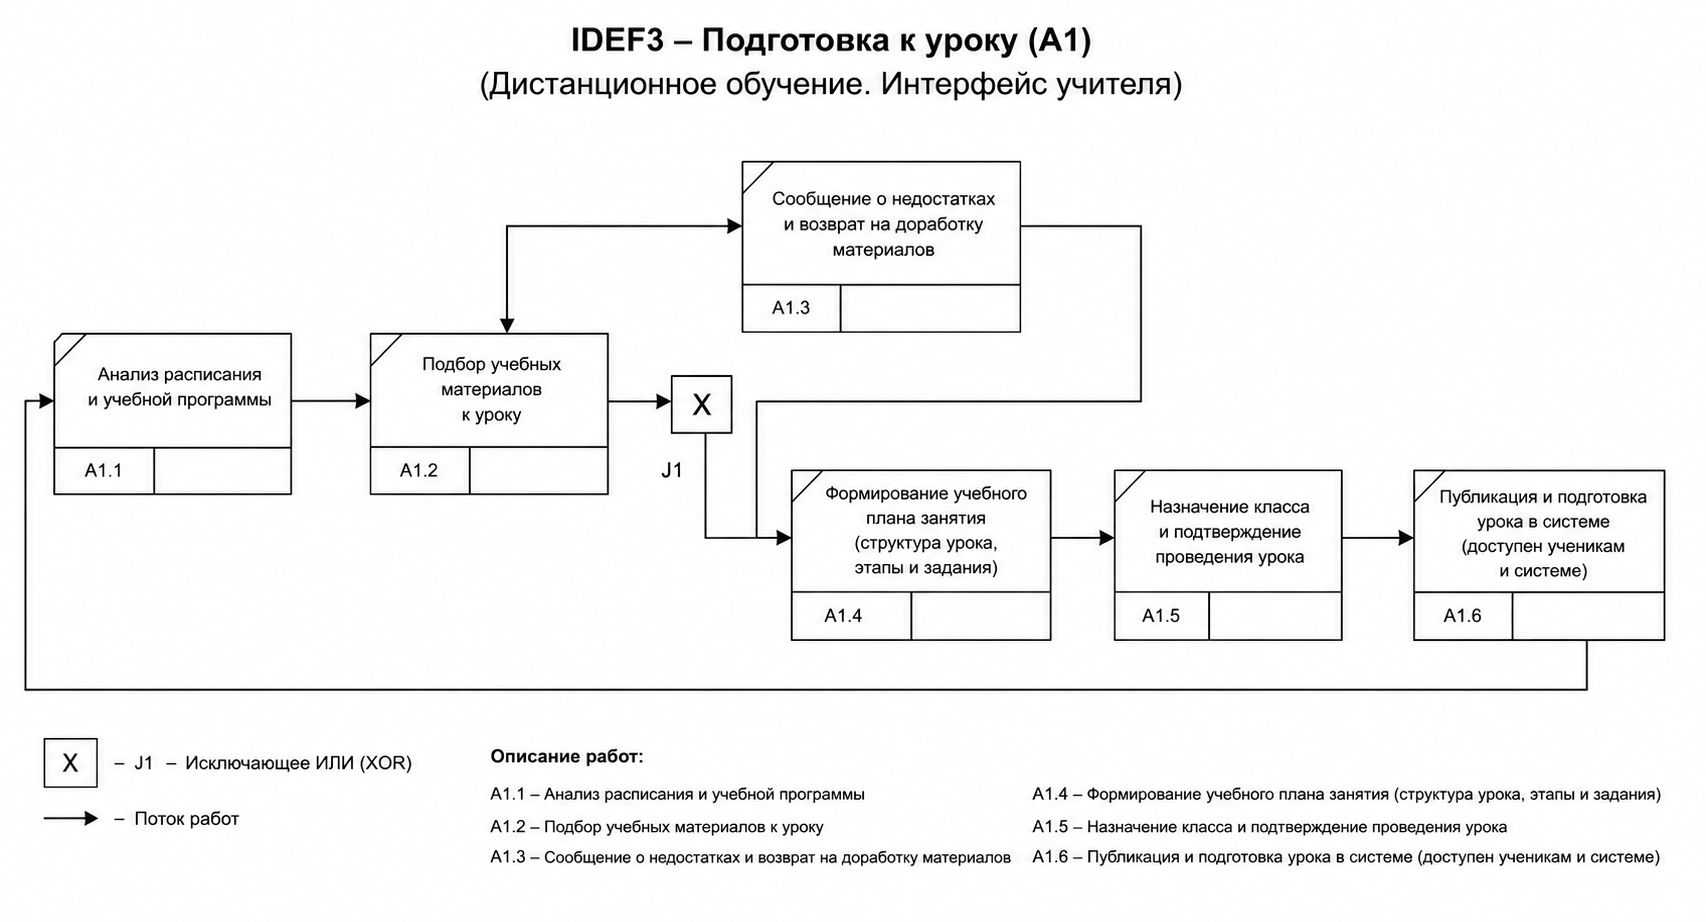 IDEF3 – Подготовка к уроку (А1)
(Дистанционное обучение. Интерфейс учителя)
Сообщение о недостатках
и возврат на доработку
материалов
А1.3
Анализ расписания
и учебной программы
А1.1
Подбор учебных
материалов
к уроку
А1.2
X
J1
Формирование учебного
плана занятия
(структура урока,
этапы и задания)
А1.4
Назначение класса
и подтверждение
проведения урока
А1.5
Публикация и подготовка
урока в системе
(доступен ученикам
и системе)
А1.6
X – J1 – Исключающее ИЛИ (XOR)
– Поток работ
Описание работ:
А1.1 – Анализ расписания и учебной программы
А1.2 – Подбор учебных материалов к уроку
А1.3 – Сообщение о недостатках и возврат на доработку материалов
А1.4 – Формирование учебного плана занятия (структура урока, этапы и задания)
А1.5 – Назначение класса и подтверждение проведения урока
А1.6 – Публикация и подготовка урока в системе (доступен ученикам и системе)